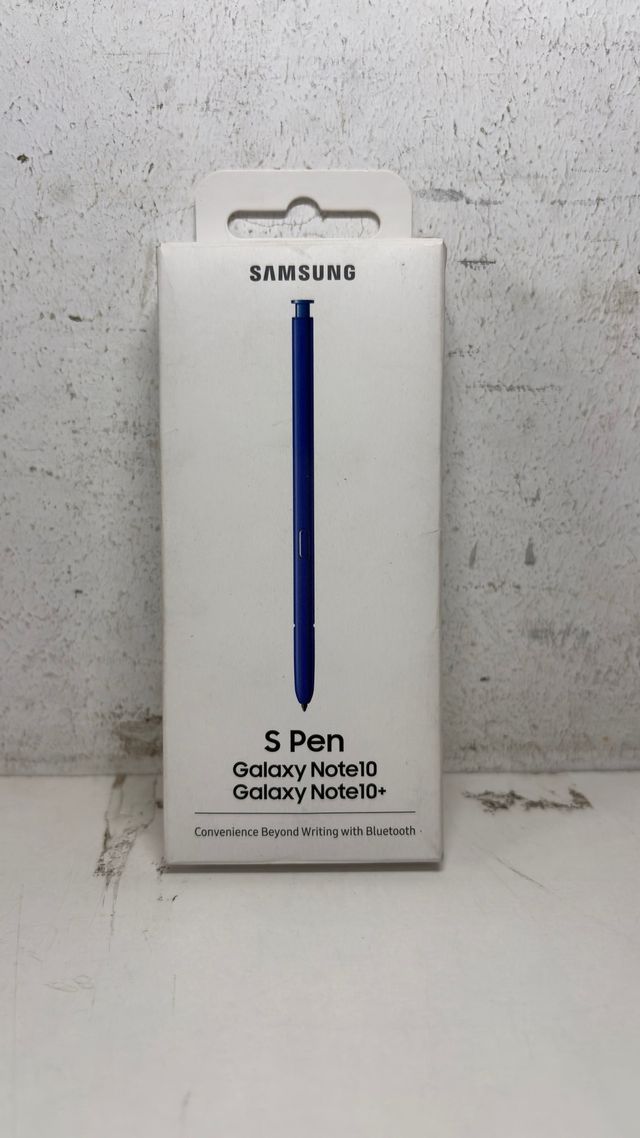 SAMSUNG
S Pen
Galaxy Note10
Galaxy Note10+
Convenience Beyond Writing with Bluetooth